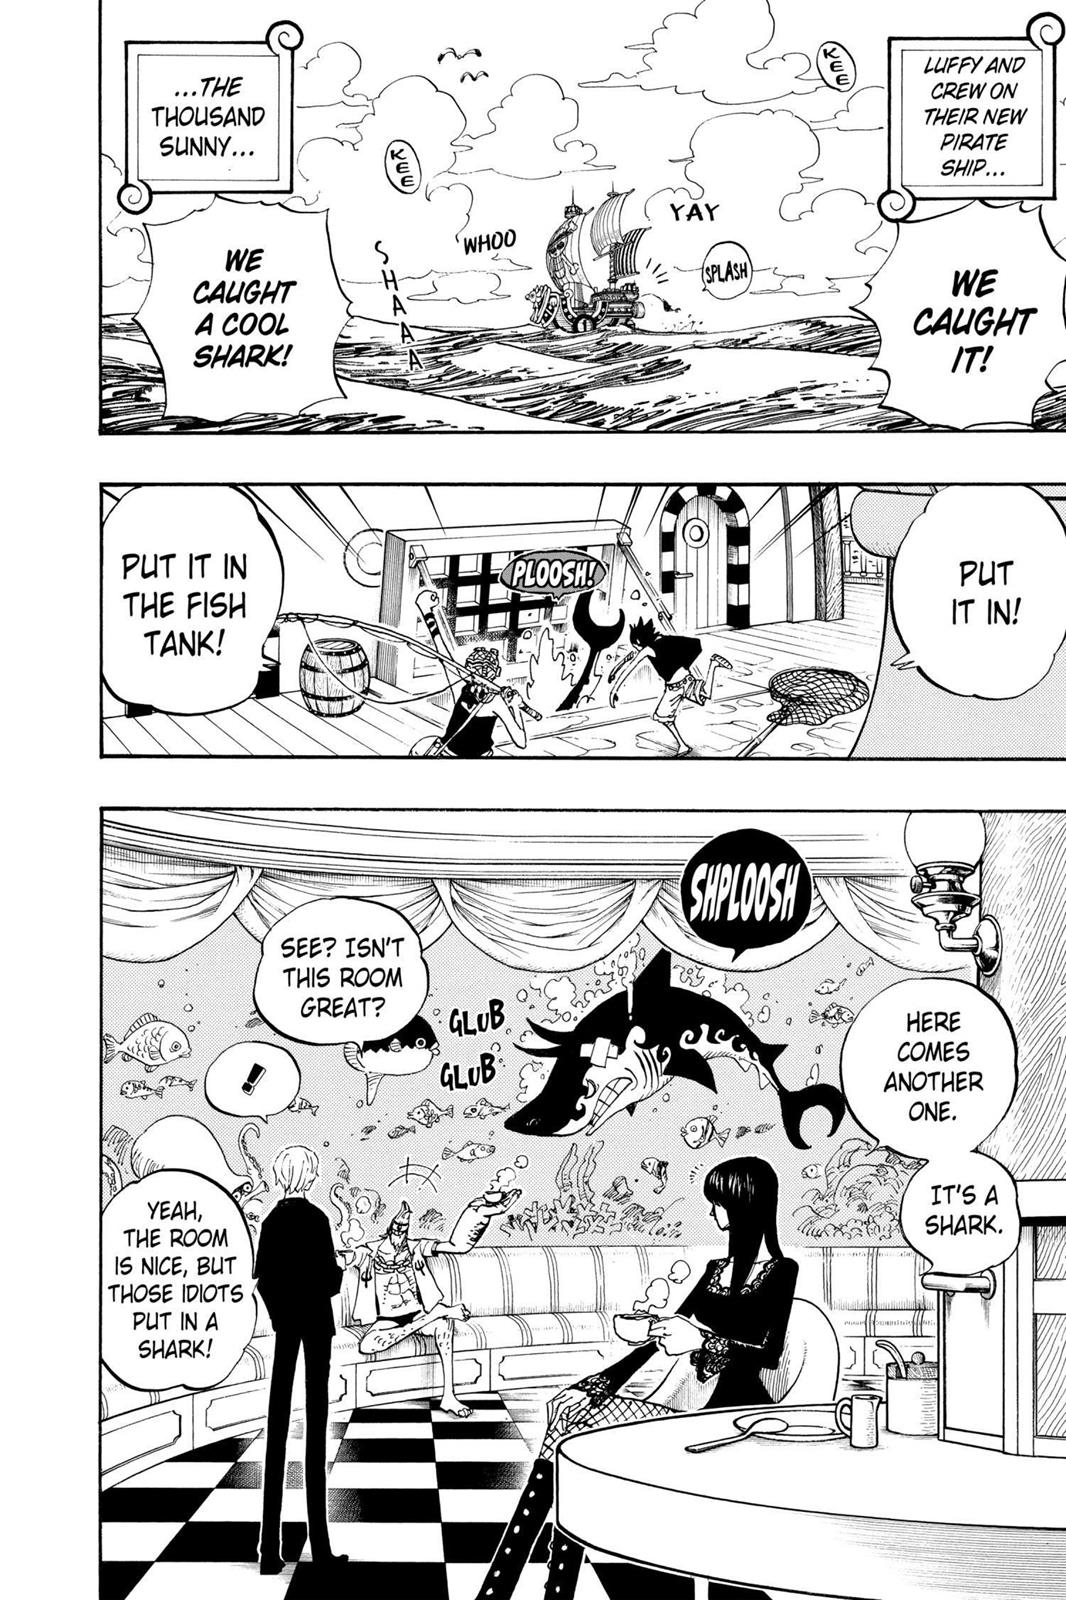 LUFFY AND
CREW ON
THEIR NEW
PIRATE
SHIP...
KEE
...THE
THOUSAND
SUNNY...
KEE
YAY
WHOO
SPLASH
SHAAA
WE
CAUGHT
IT!
WE
CAUGHT
A COOL
SHARK!
PUT
IT IN!
PLOOSH!
PUT IT IN
THE FISH
TANK!
SHPLOOSH
HERE
COMES
ANOTHER
ONE.
IT'S A
SHARK.
SEE? ISN'T
THIS ROOM
GREAT?
GLUB
GLUB
!!
YEAH,
THE ROOM
IS NICE, BUT
THOSE IDIOTS
PUT IN A
SHARK!